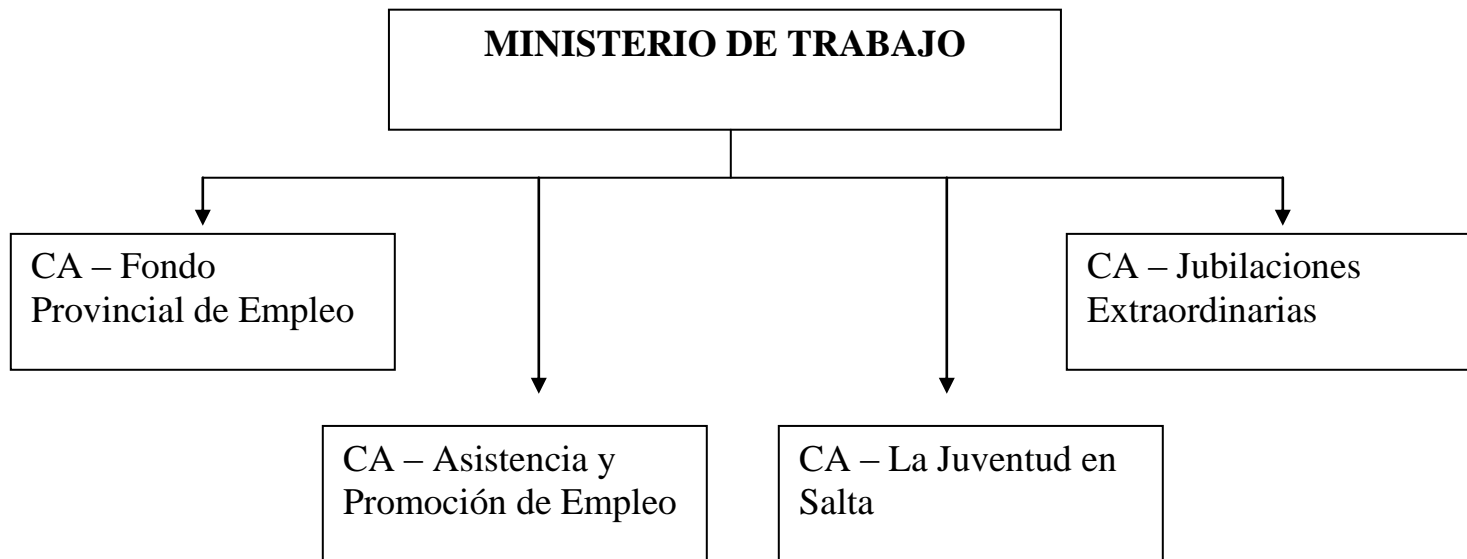 MINISTERIO DE TRABAJO
CA – Fondo
Provincial de Empleo
CA – Jubilaciones
Extraordinarias
CA – Asistencia y
Promoción de Empleo
CA – La Juventud en
Salta